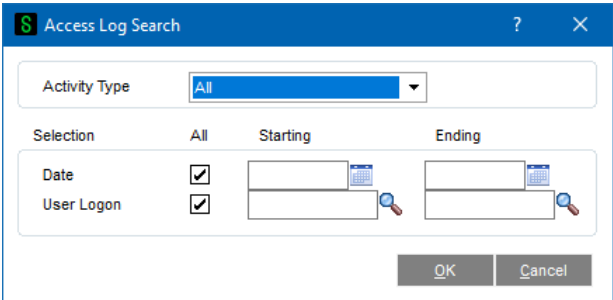 S Access Log Search ?
Activity Type All
Selection All Starting Ending
Date
User Logon
OK Cancel